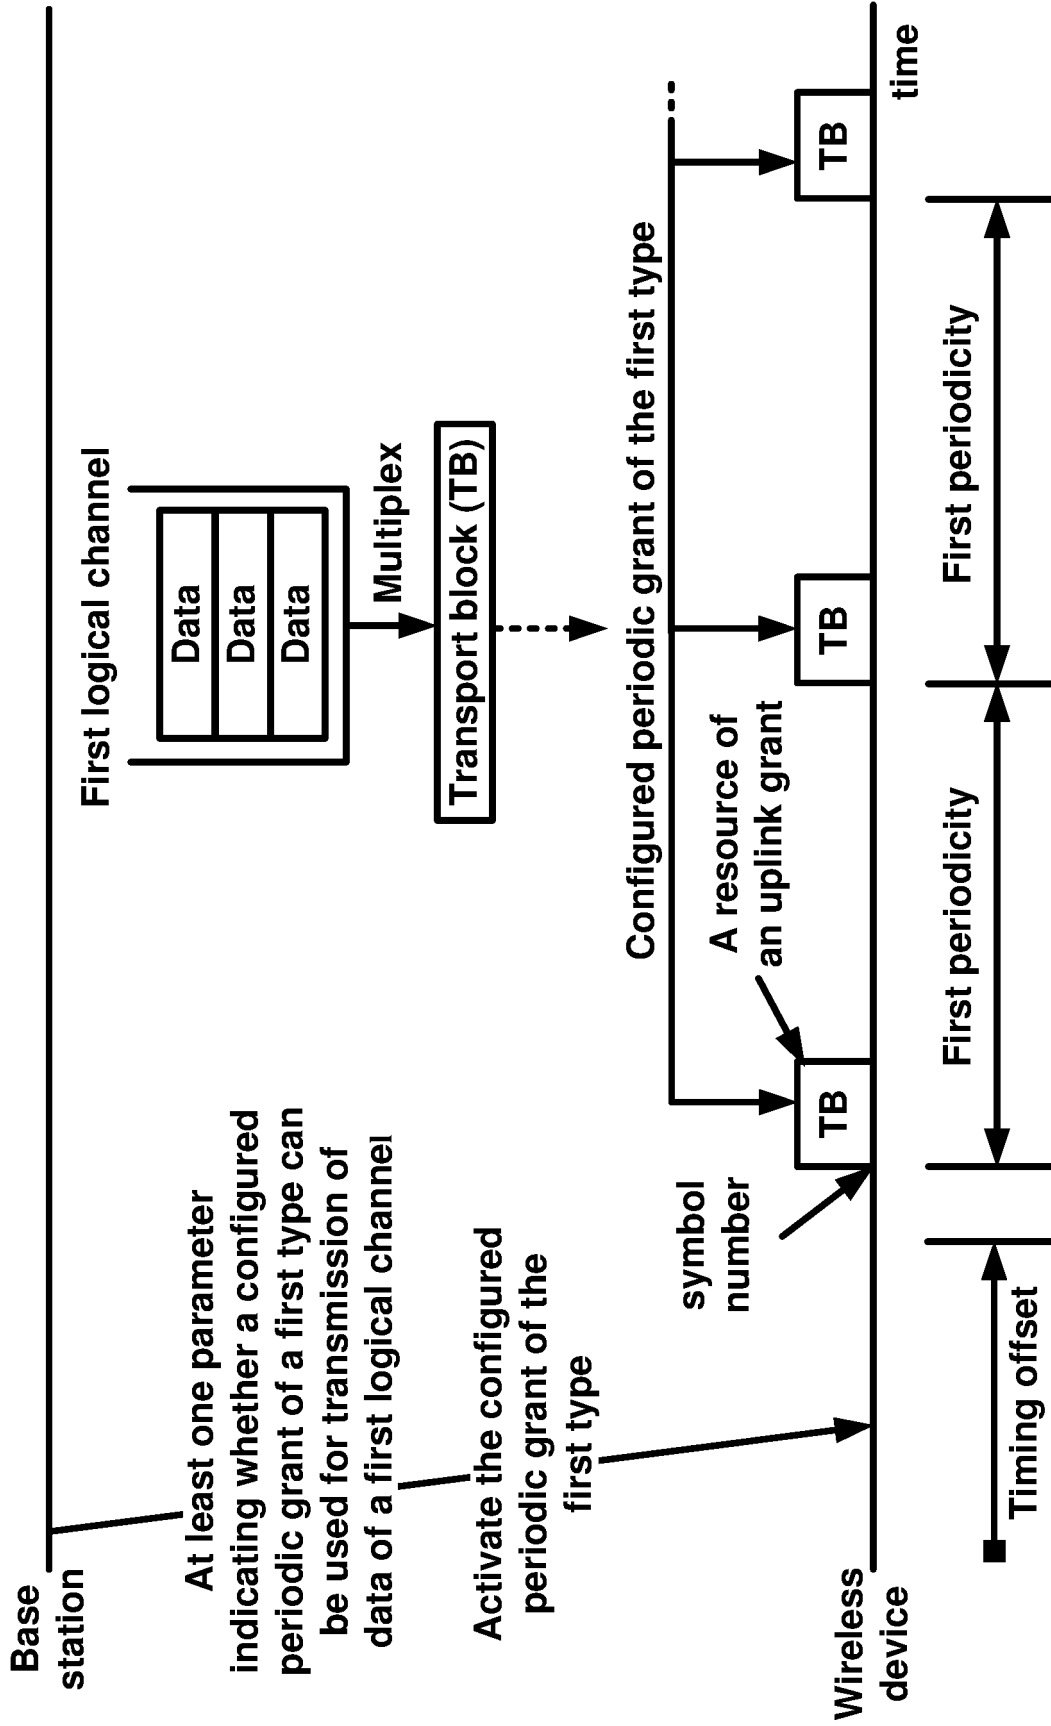 Base
station
At least one parameter
indicating whether a configured
periodic grant of a first type can
be used for transmission of
data of a first logical channel
Activate the configured
periodic grant of the
first type
First logical channel
Data
Data
Data
Multiplex
Transport block (TB)
Configured periodic grant of the first type
A resource of
an uplink grant
symbol
number
TB
TB
TB
Wireless
device
time
Timing offset
First periodicity
First periodicity